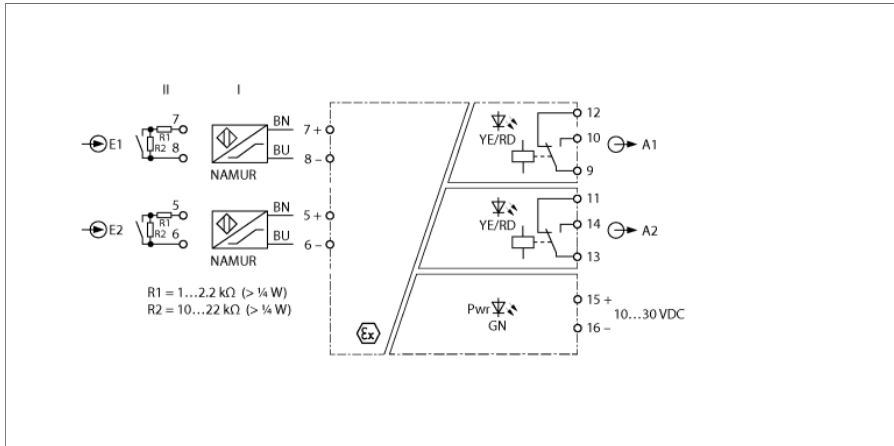 II I
7
R1
R2
8
E1
BN
7 +
BU
8 –
NAMUR
YE/RD
12
10
9
A1
5
R1
R2
6
E2
BN
5 +
BU
6 –
NAMUR
YE/RD
11
14
13
A2
R1 = 1...2.2 kΩ (> ¼ W)
R2 = 10...22 kΩ (> ¼ W)
Ex
Pwr
GN
15 +
16 –
10...30 VDC